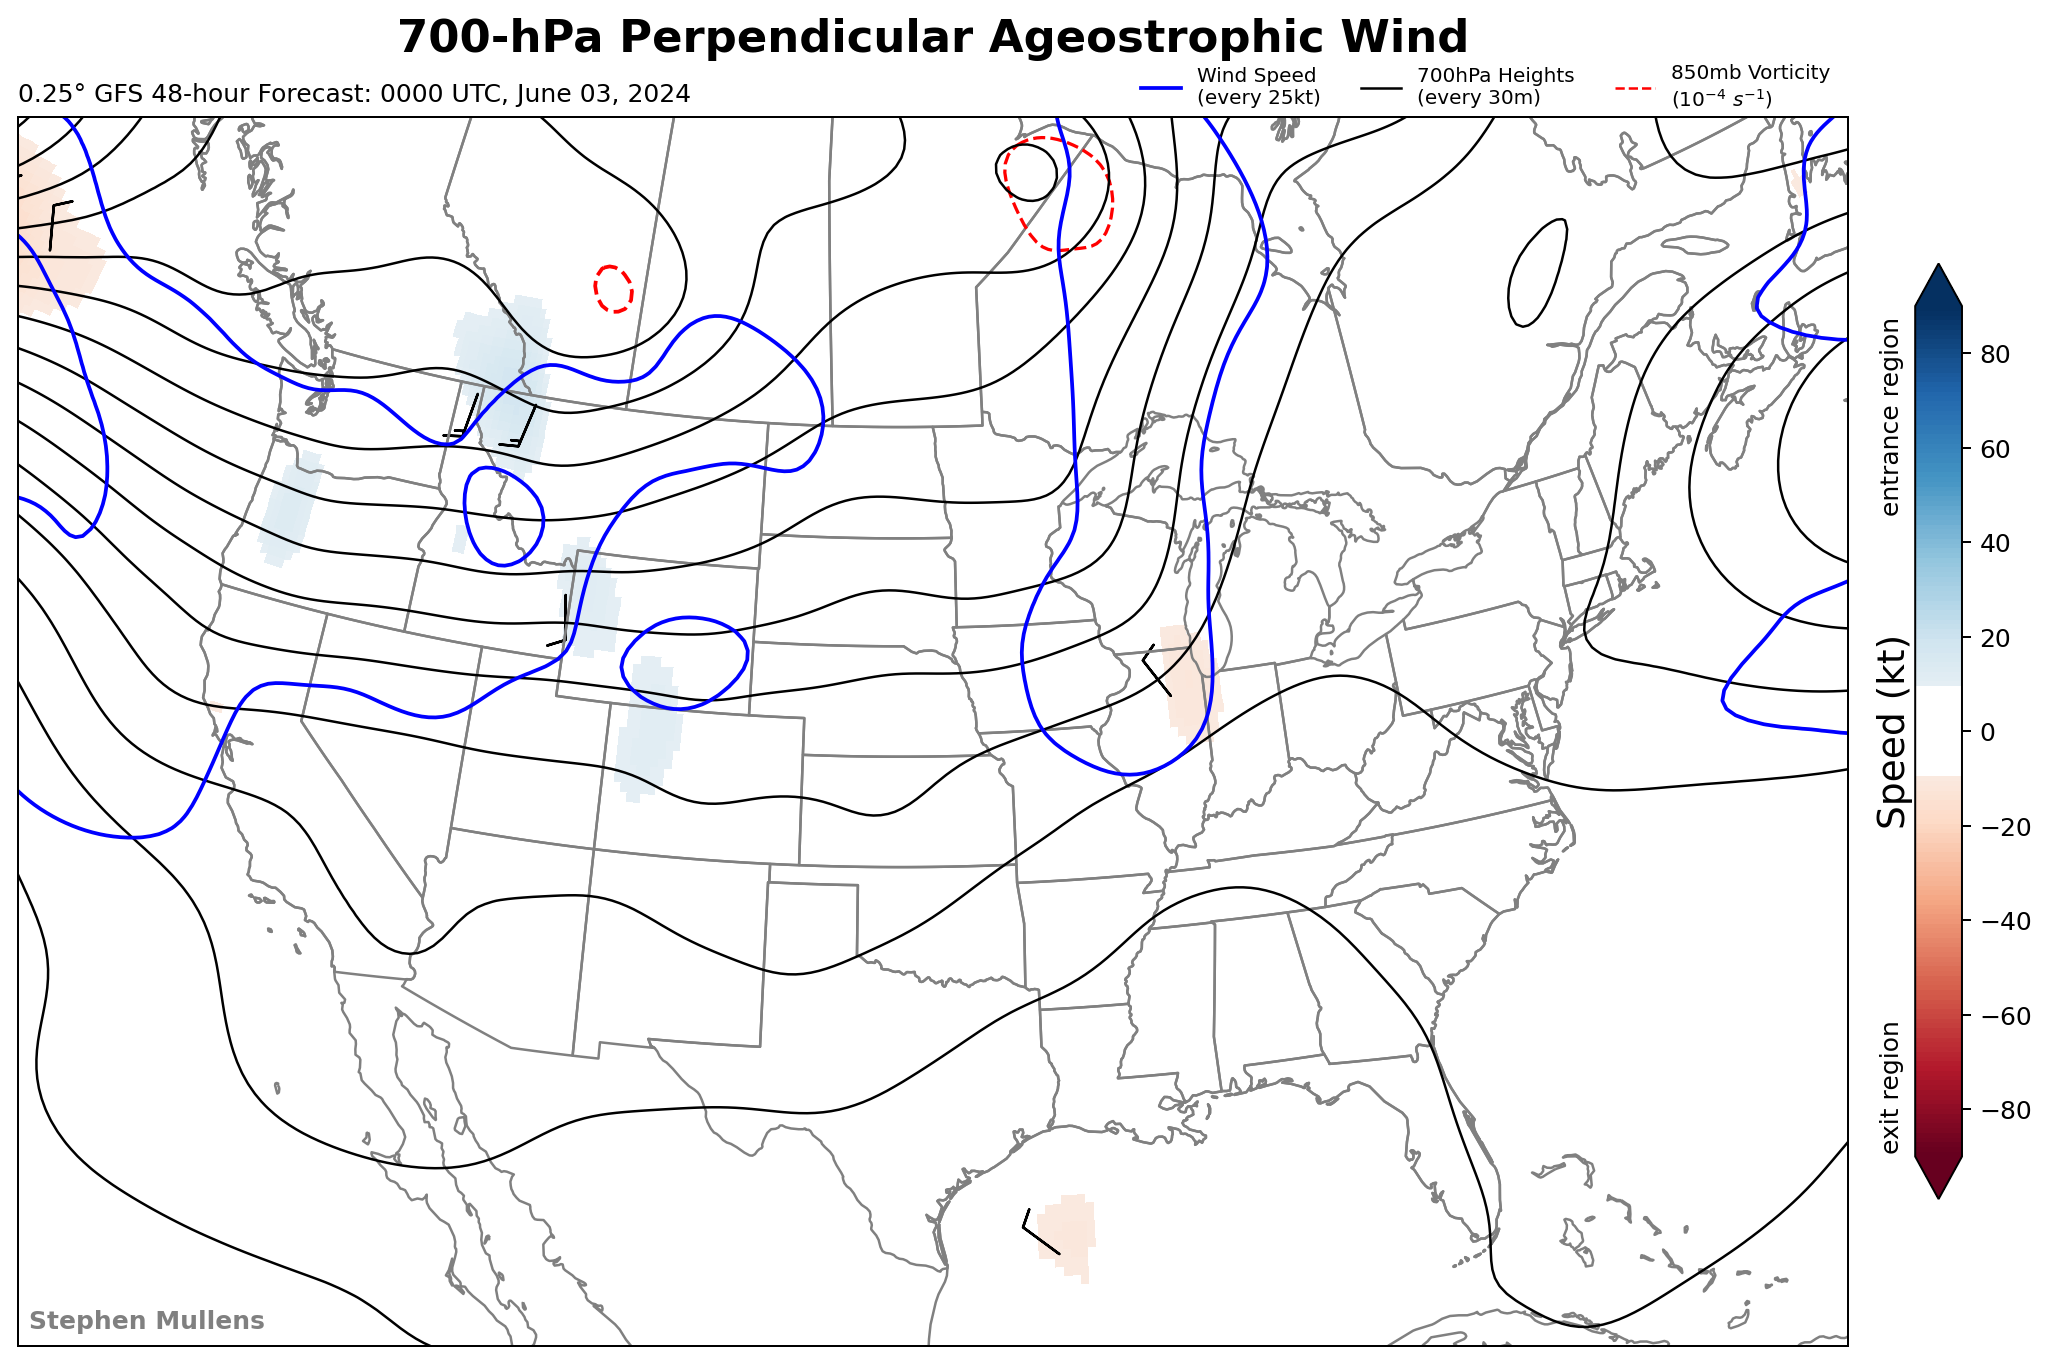 700-hPa Perpendicular Ageostrophic Wind
0.25° GFS 48-hour Forecast: 0000 UTC, June 03, 2024
Wind Speed
(every 25kt)
700hPa Heights
(every 30m)
850mb Vorticity
(10⁻⁴ s⁻¹)
entrance region
Speed (kt)
exit region
80
60
40
20
0
−20
−40
−60
−80
Stephen Mullens